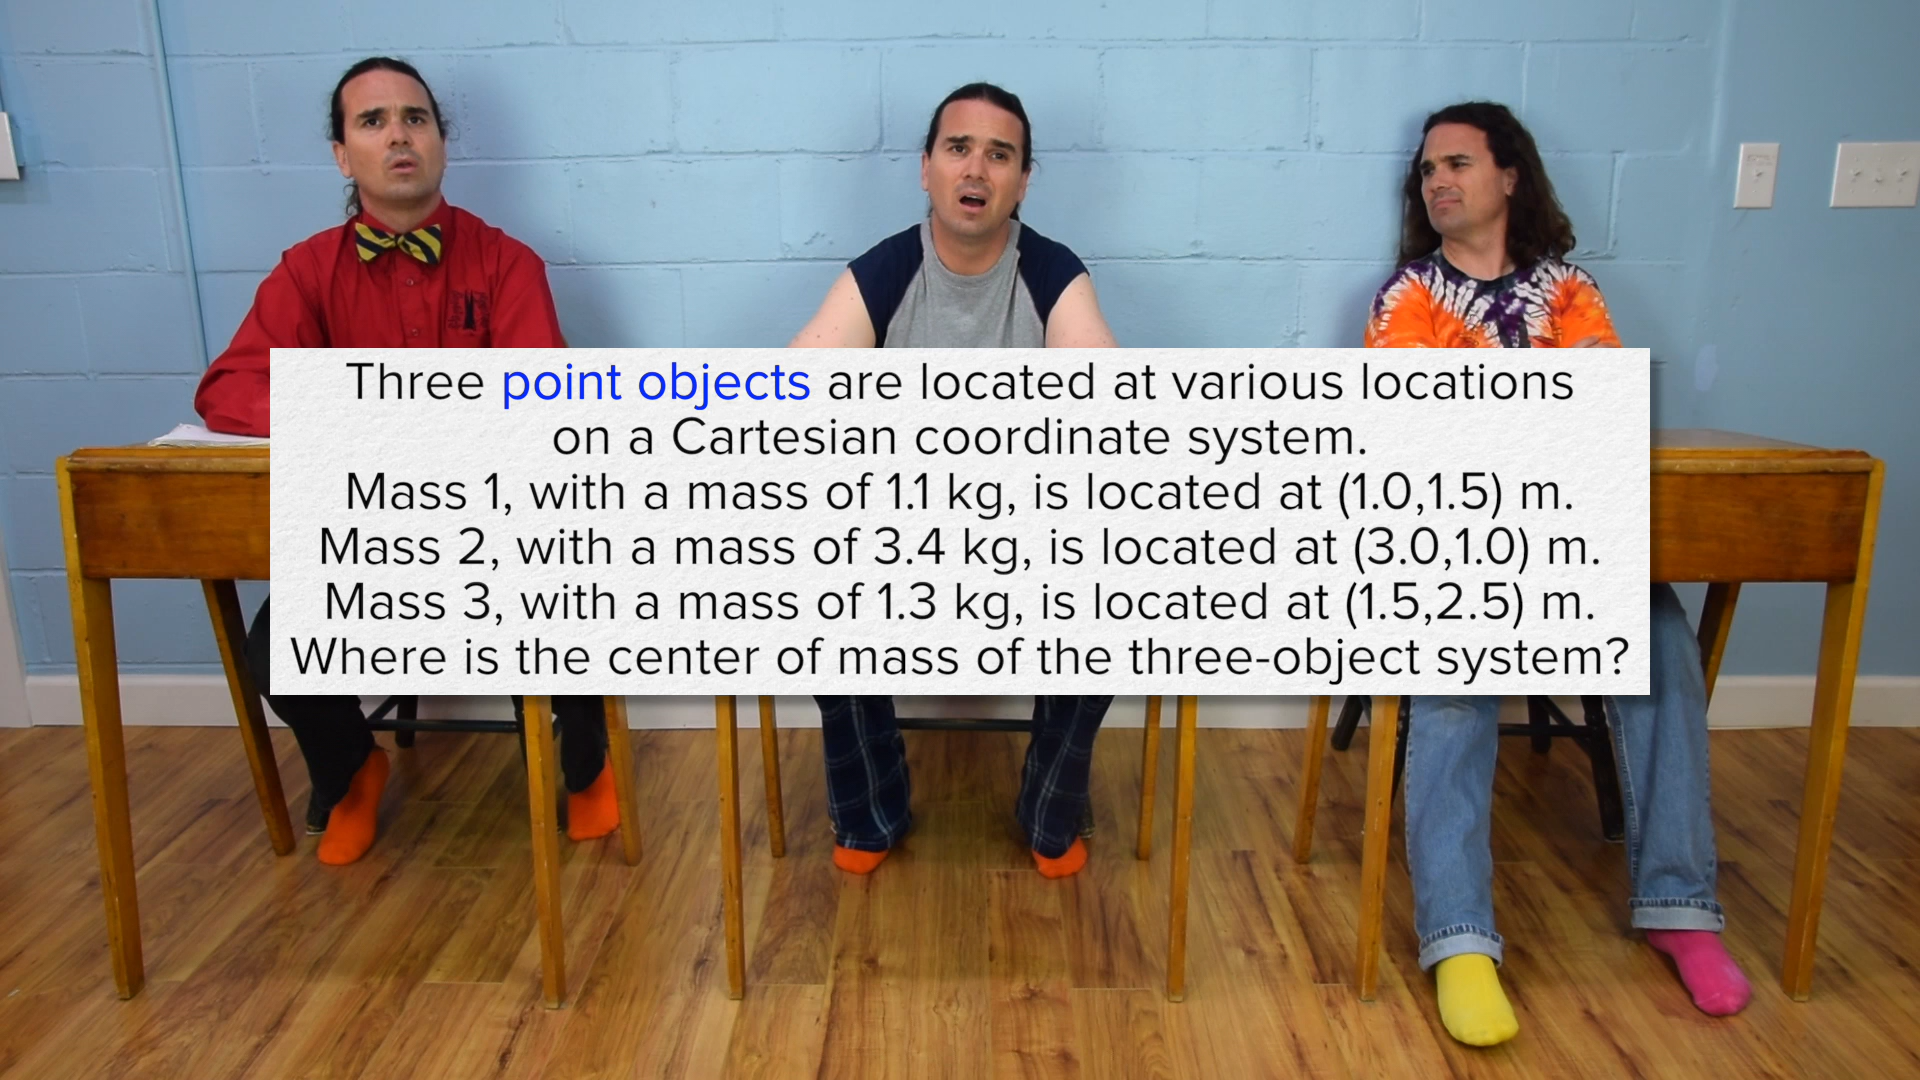 Three point objects are located at various locations
on a Cartesian coordinate system.
Mass 1, with a mass of 1.1 kg, is located at (1.0,1.5) m.
Mass 2, with a mass of 3.4 kg, is located at (3.0,1.0) m.
Mass 3, with a mass of 1.3 kg, is located at (1.5,2.5) m.
Where is the center of mass of the three-object system?